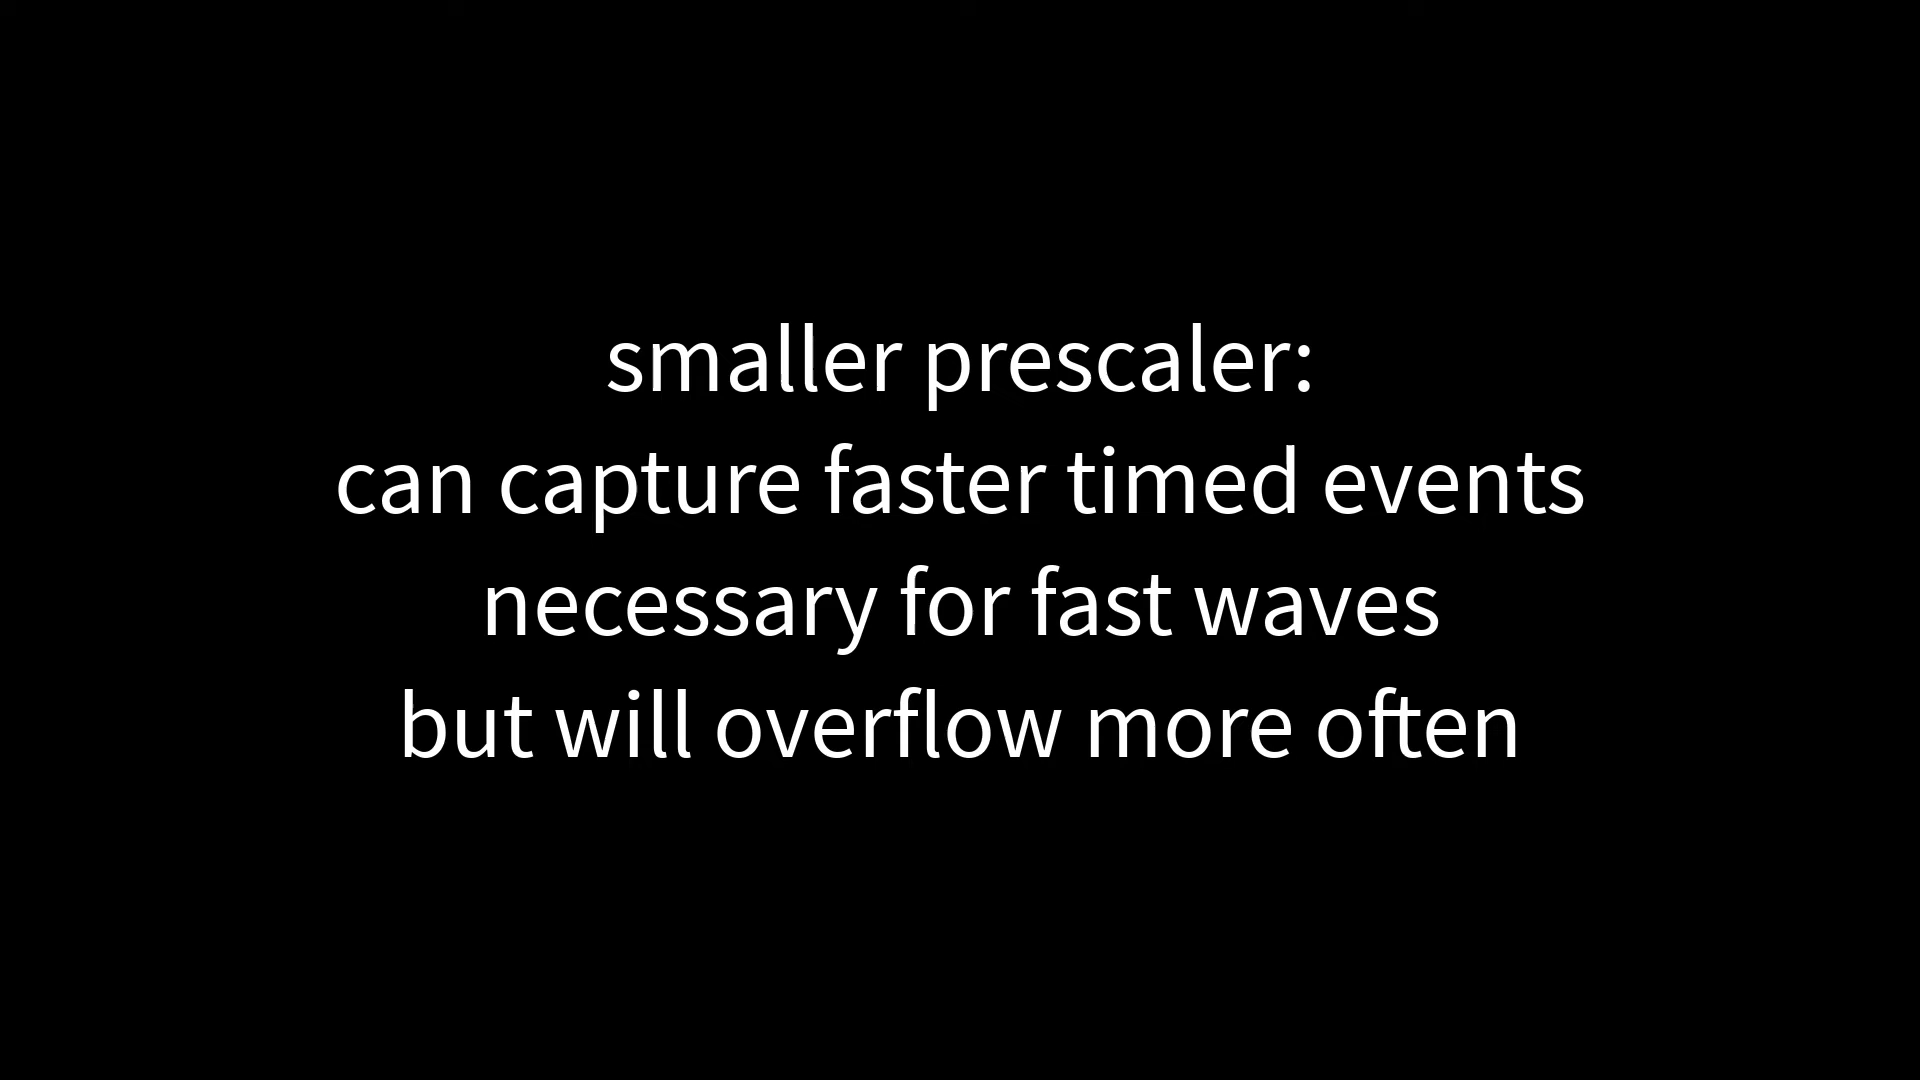 smaller prescaler:
can capture faster timed events
necessary for fast waves
but will overflow more often